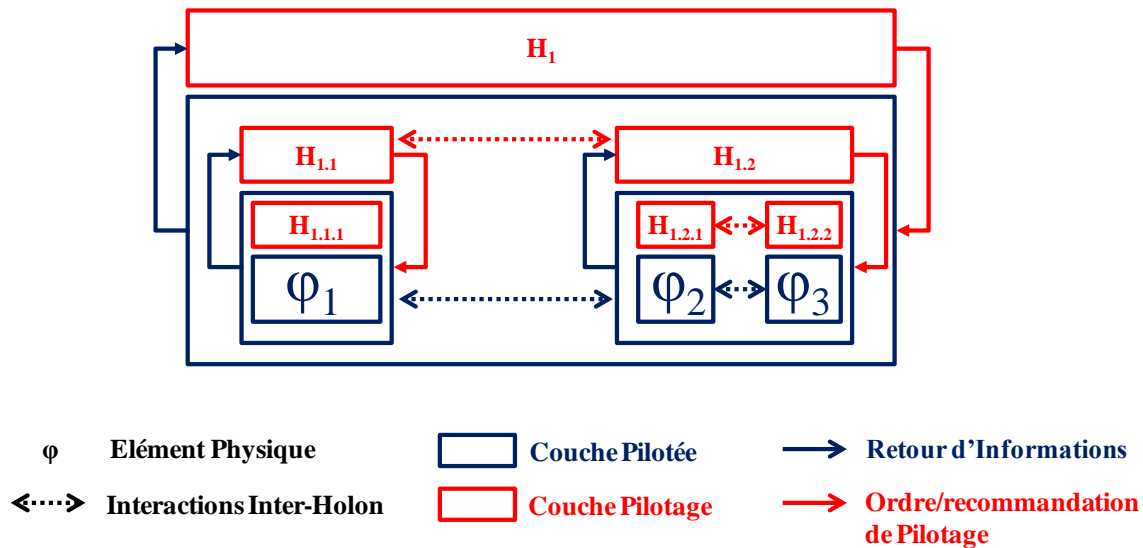 H1
H1.1
H1.2
H1.1.1
H1.2.1
H1.2.2
φ1
φ2
φ3
φ Elément Physique
Couche Pilotée
Retour d’Informations
Interactions Inter-Holon
Couche Pilotage
Ordre/recommandation
de Pilotage